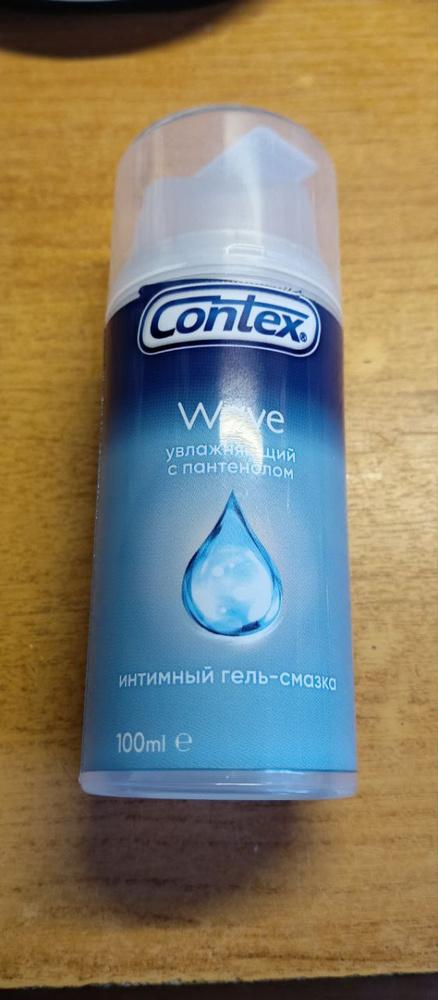 Contex®
Wave
увлажняющий
с пантенолом
интимный гель-смазка
100ml ℮